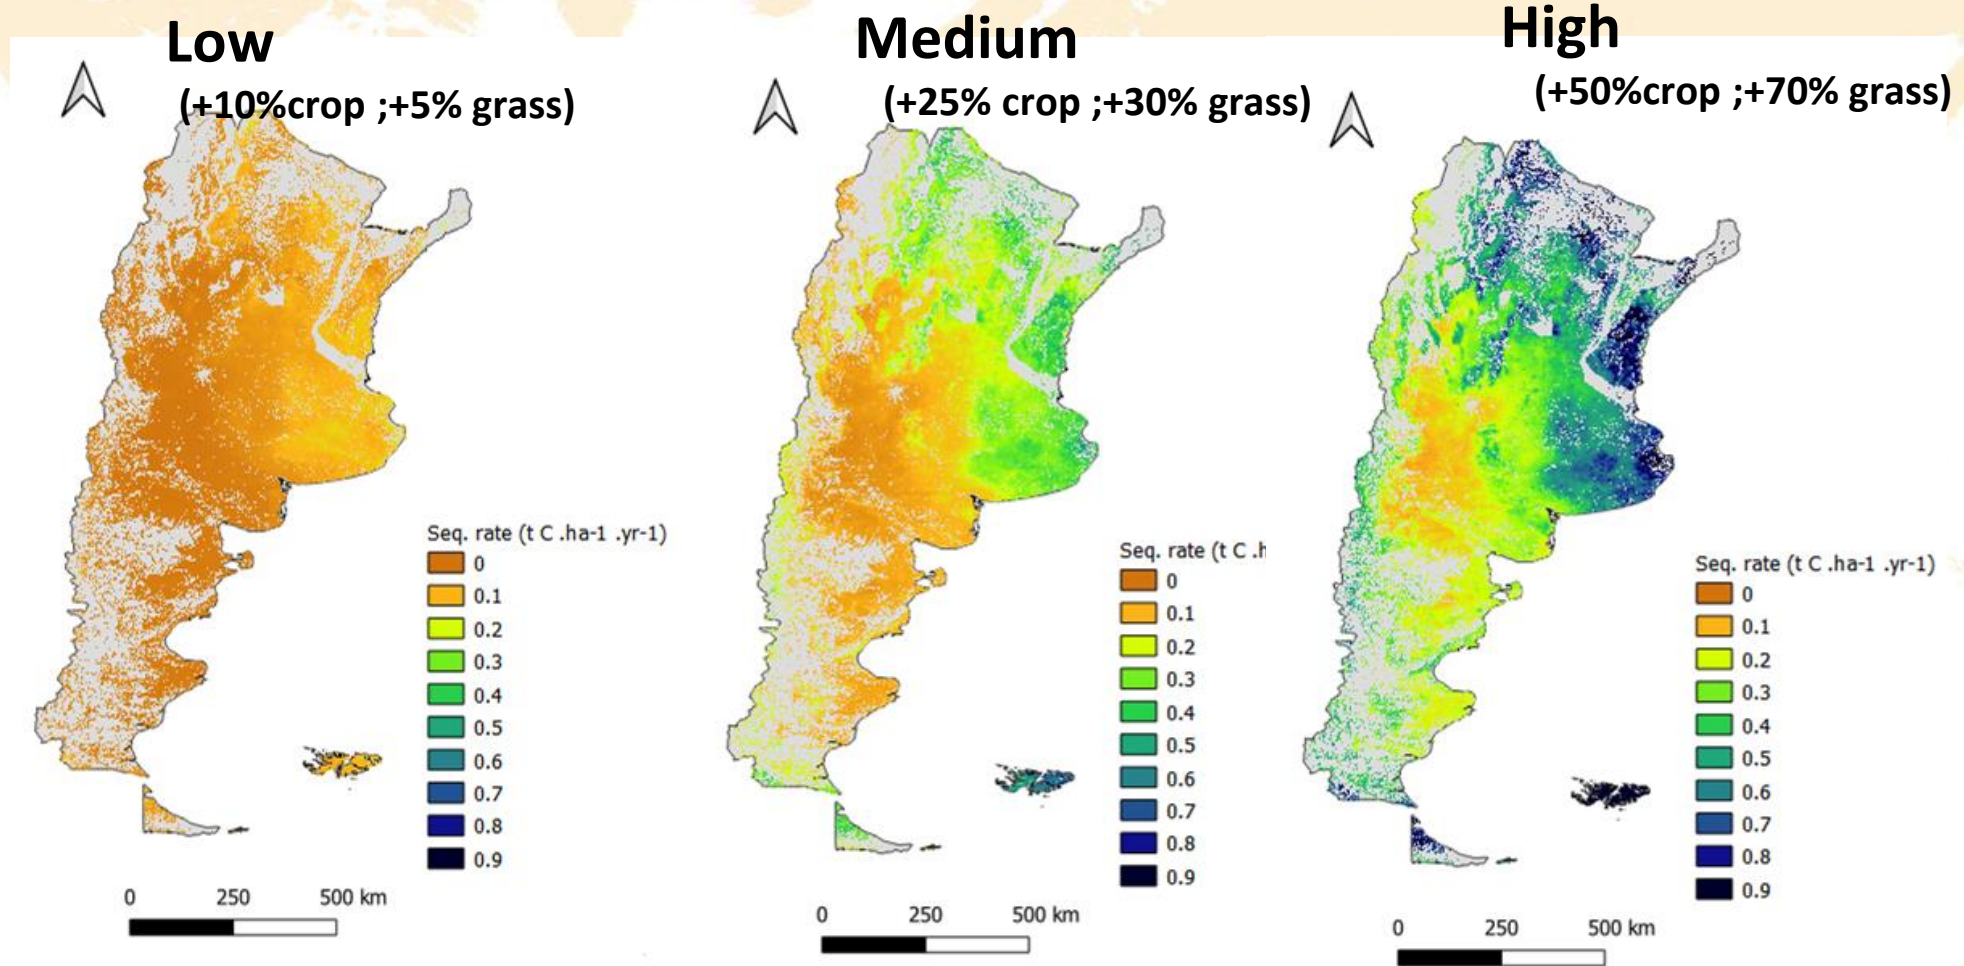 Low
(+10%crop ;+5% grass)
Seq. rate (t C .ha-1 .yr-1)
0
0.1
0.2
0.3
0.4
0.5
0.6
0.7
0.8
0.9
0 250 500 km
Medium
(+25% crop ;+30% grass)
Seq. rate (t C .h
0
0.1
0.2
0.3
0.4
0.5
0.6
0.7
0.8
0.9
0 250 500 km
High
(+50%crop ;+70% grass)
Seq. rate (t C .ha-1 .yr-1)
0
0.1
0.2
0.3
0.4
0.5
0.6
0.7
0.8
0.9
0 250 500 km